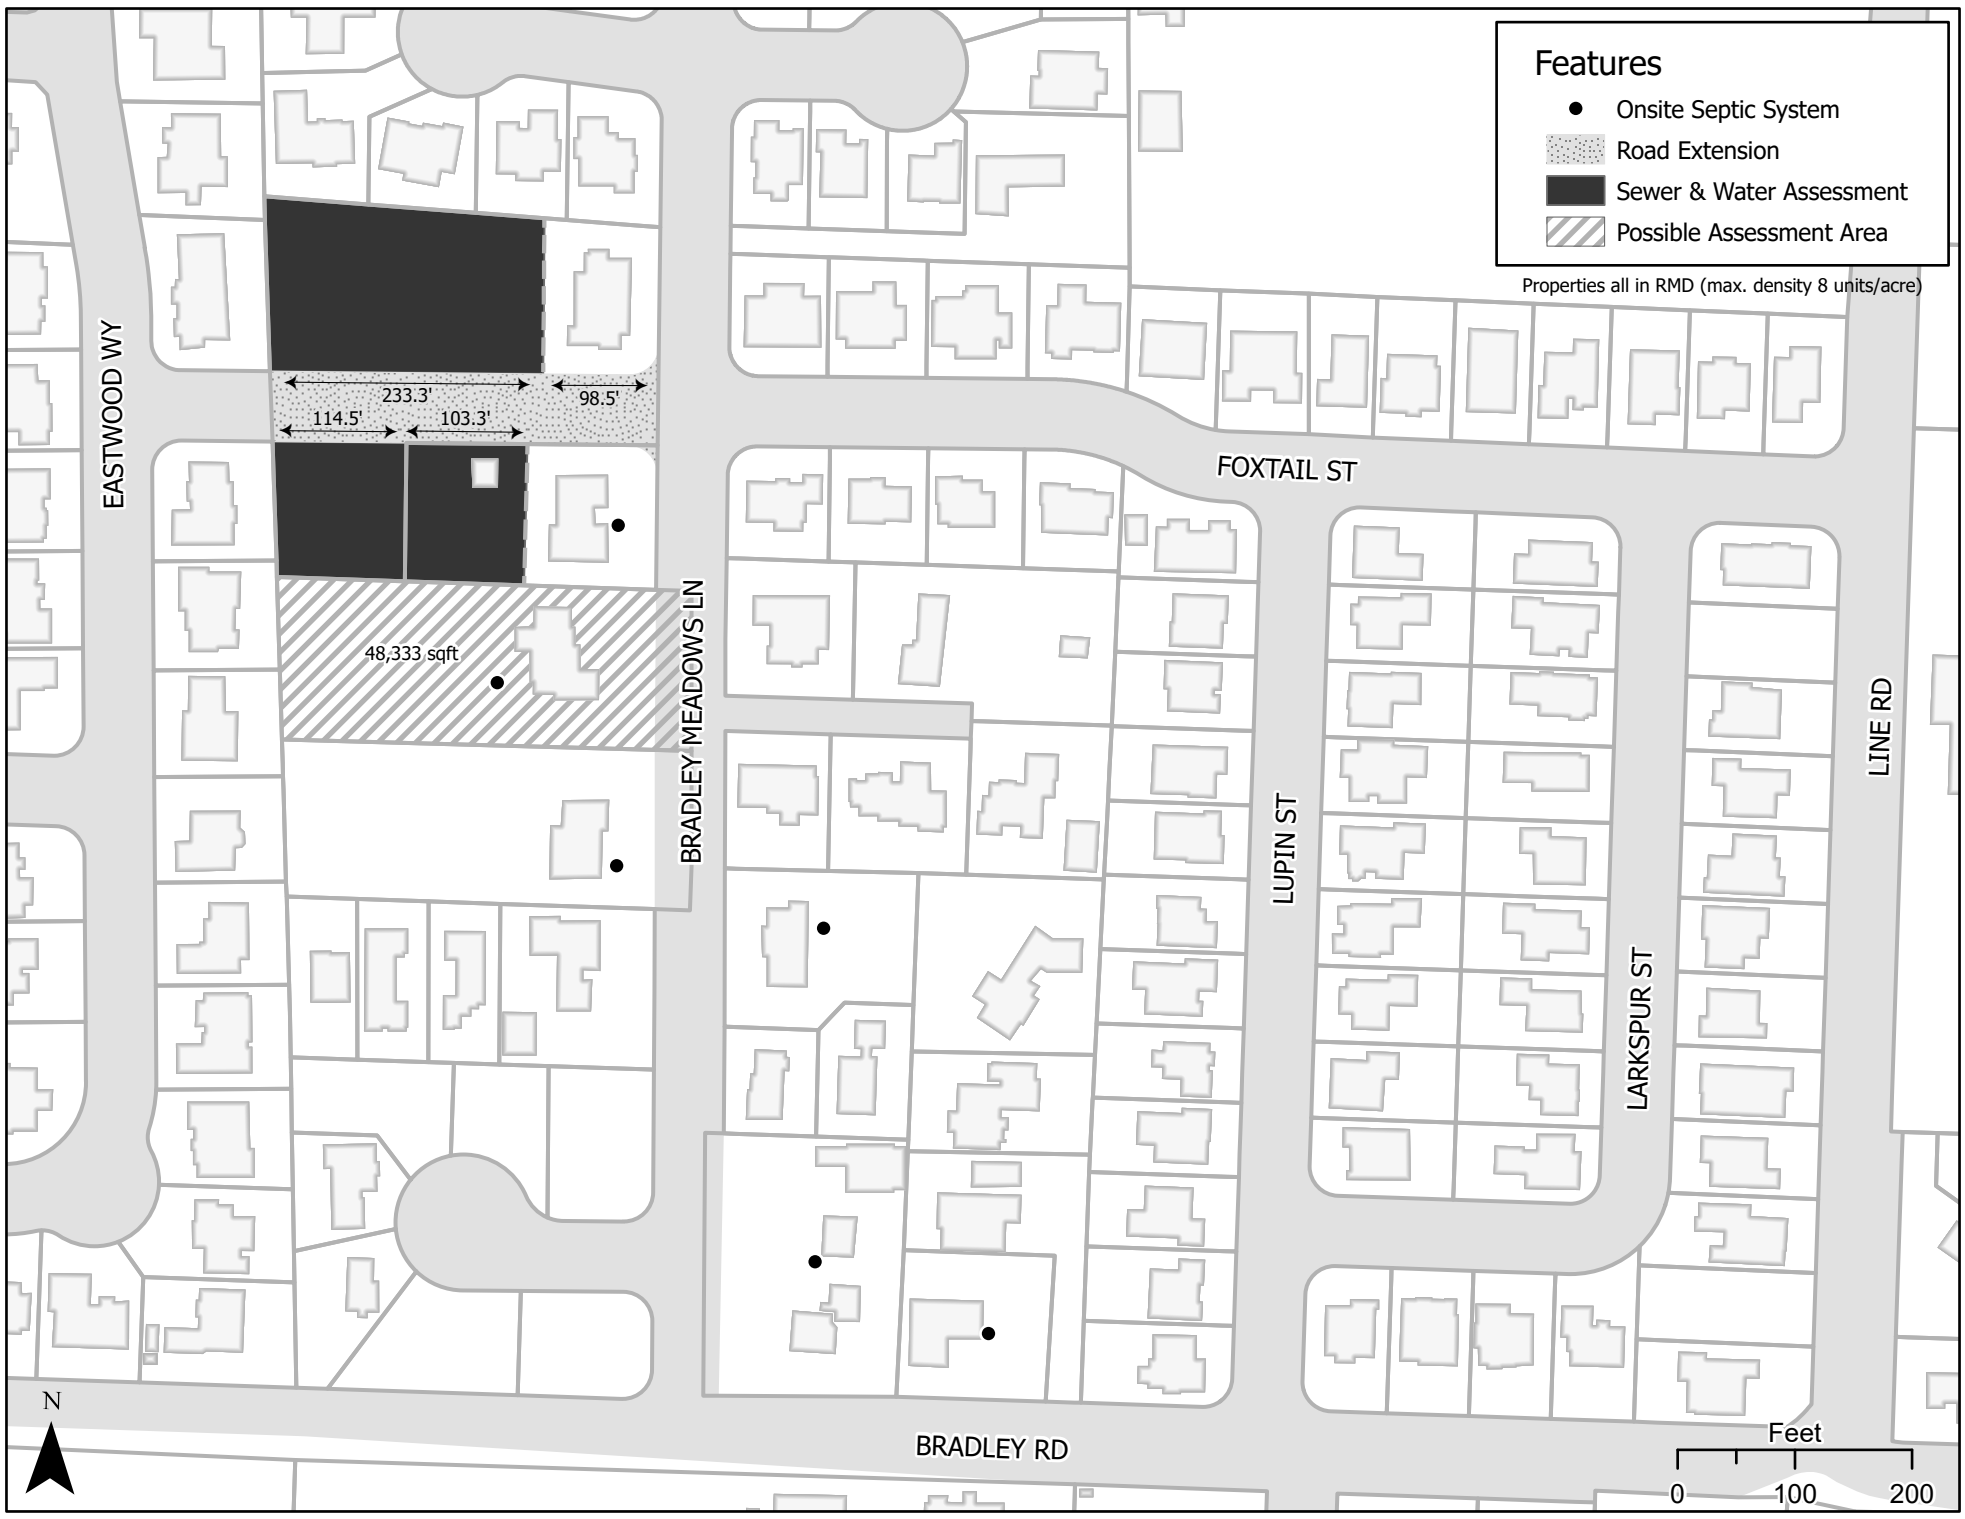 Features
Onsite Septic System
Road Extension
Sewer & Water Assessment
Possible Assessment Area
Properties all in RMD (max. density 8 units/acre)
EASTWOOD WY
233.3'
98.5'
114.5'
103.3'
FOXTAIL ST
48,333 sqft
BRADLEY MEADOWS LN
LUPIN ST
LINE RD
LARKSPUR ST
N
BRADLEY RD
Feet
0 100 200